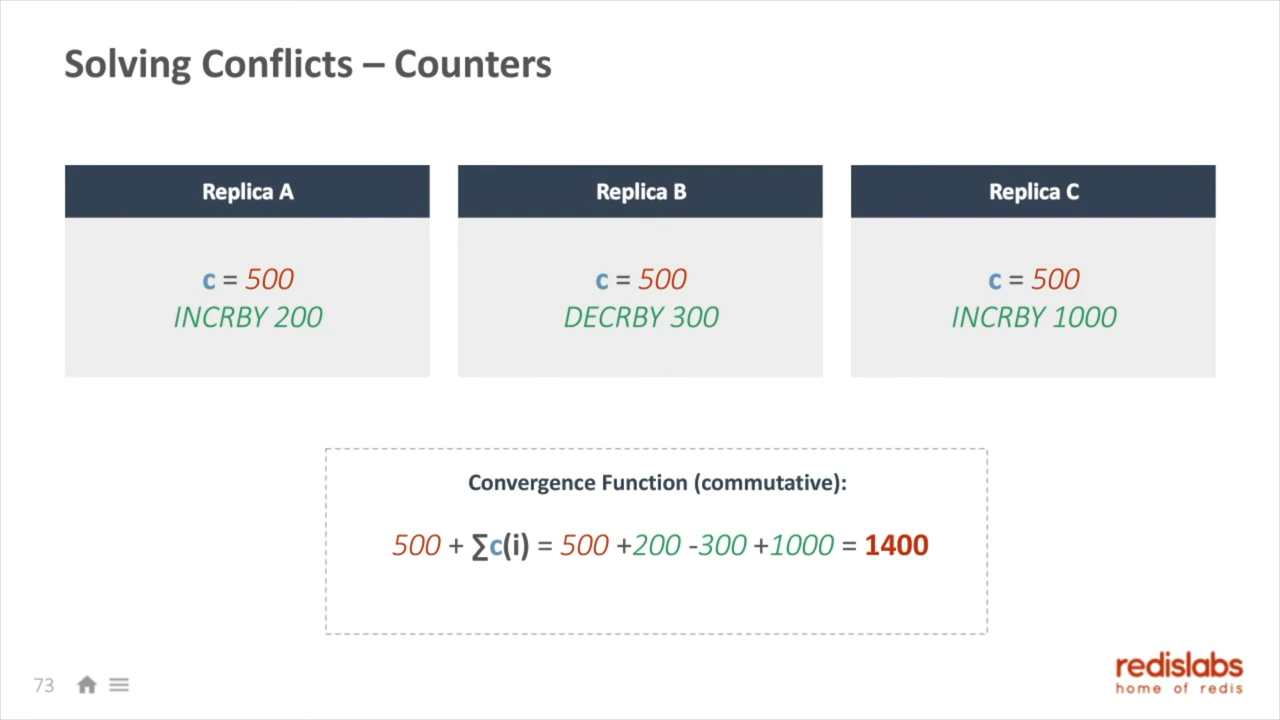 Solving Conflicts – Counters
Replica A
c = 500
INCRBY 200
Replica B
c = 500
DECRBY 300
Replica C
c = 500
INCRBY 1000
Convergence Function (commutative):
500 + ∑c(i) = 500 +200 -300 +1000 = 1400
73
redislabs
home of redis